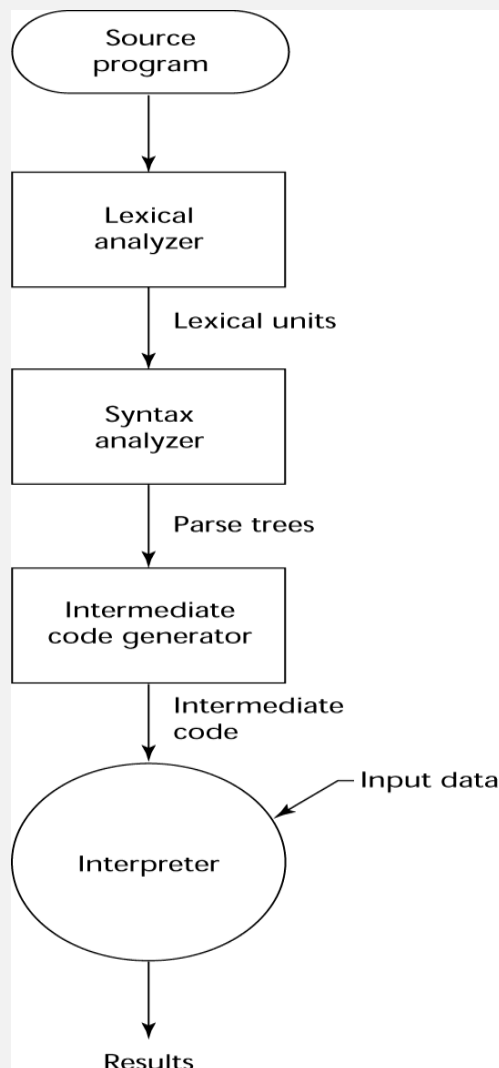 Source
program
Lexical
analyzer
Lexical units
Syntax
analyzer
Parse trees
Intermediate
code generator
Intermediate
code
Input data
Interpreter
Results